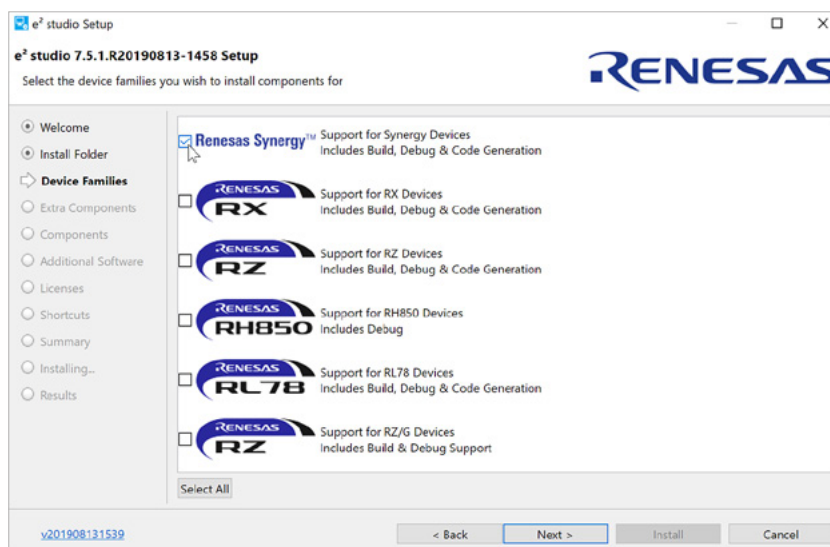 e² studio Setup
e² studio 7.5.1.R20190813-1458 Setup
Select the device families you wish to install components for
RENESAS
Welcome
Install Folder
Device Families
Extra Components
Components
Additional Software
Licenses
Shortcuts
Summary
Installing...
Results
Renesas Synergy™
Support for Synergy Devices
Includes Build, Debug & Code Generation
RENESAS
RX
Support for RX Devices
Includes Build, Debug & Code Generation
RENESAS
RZ
Support for RZ Devices
Includes Build, Debug & Code Generation
RENESAS
RH850
Support for RH850 Devices
Includes Debug
RENESAS
RL78
Support for RL78 Devices
Includes Build, Debug & Code Generation
RENESAS
RZ
Support for RZ/G Devices
Includes Build & Debug Support
Select All
v201908131539
< Back
Next >
Install
Cancel